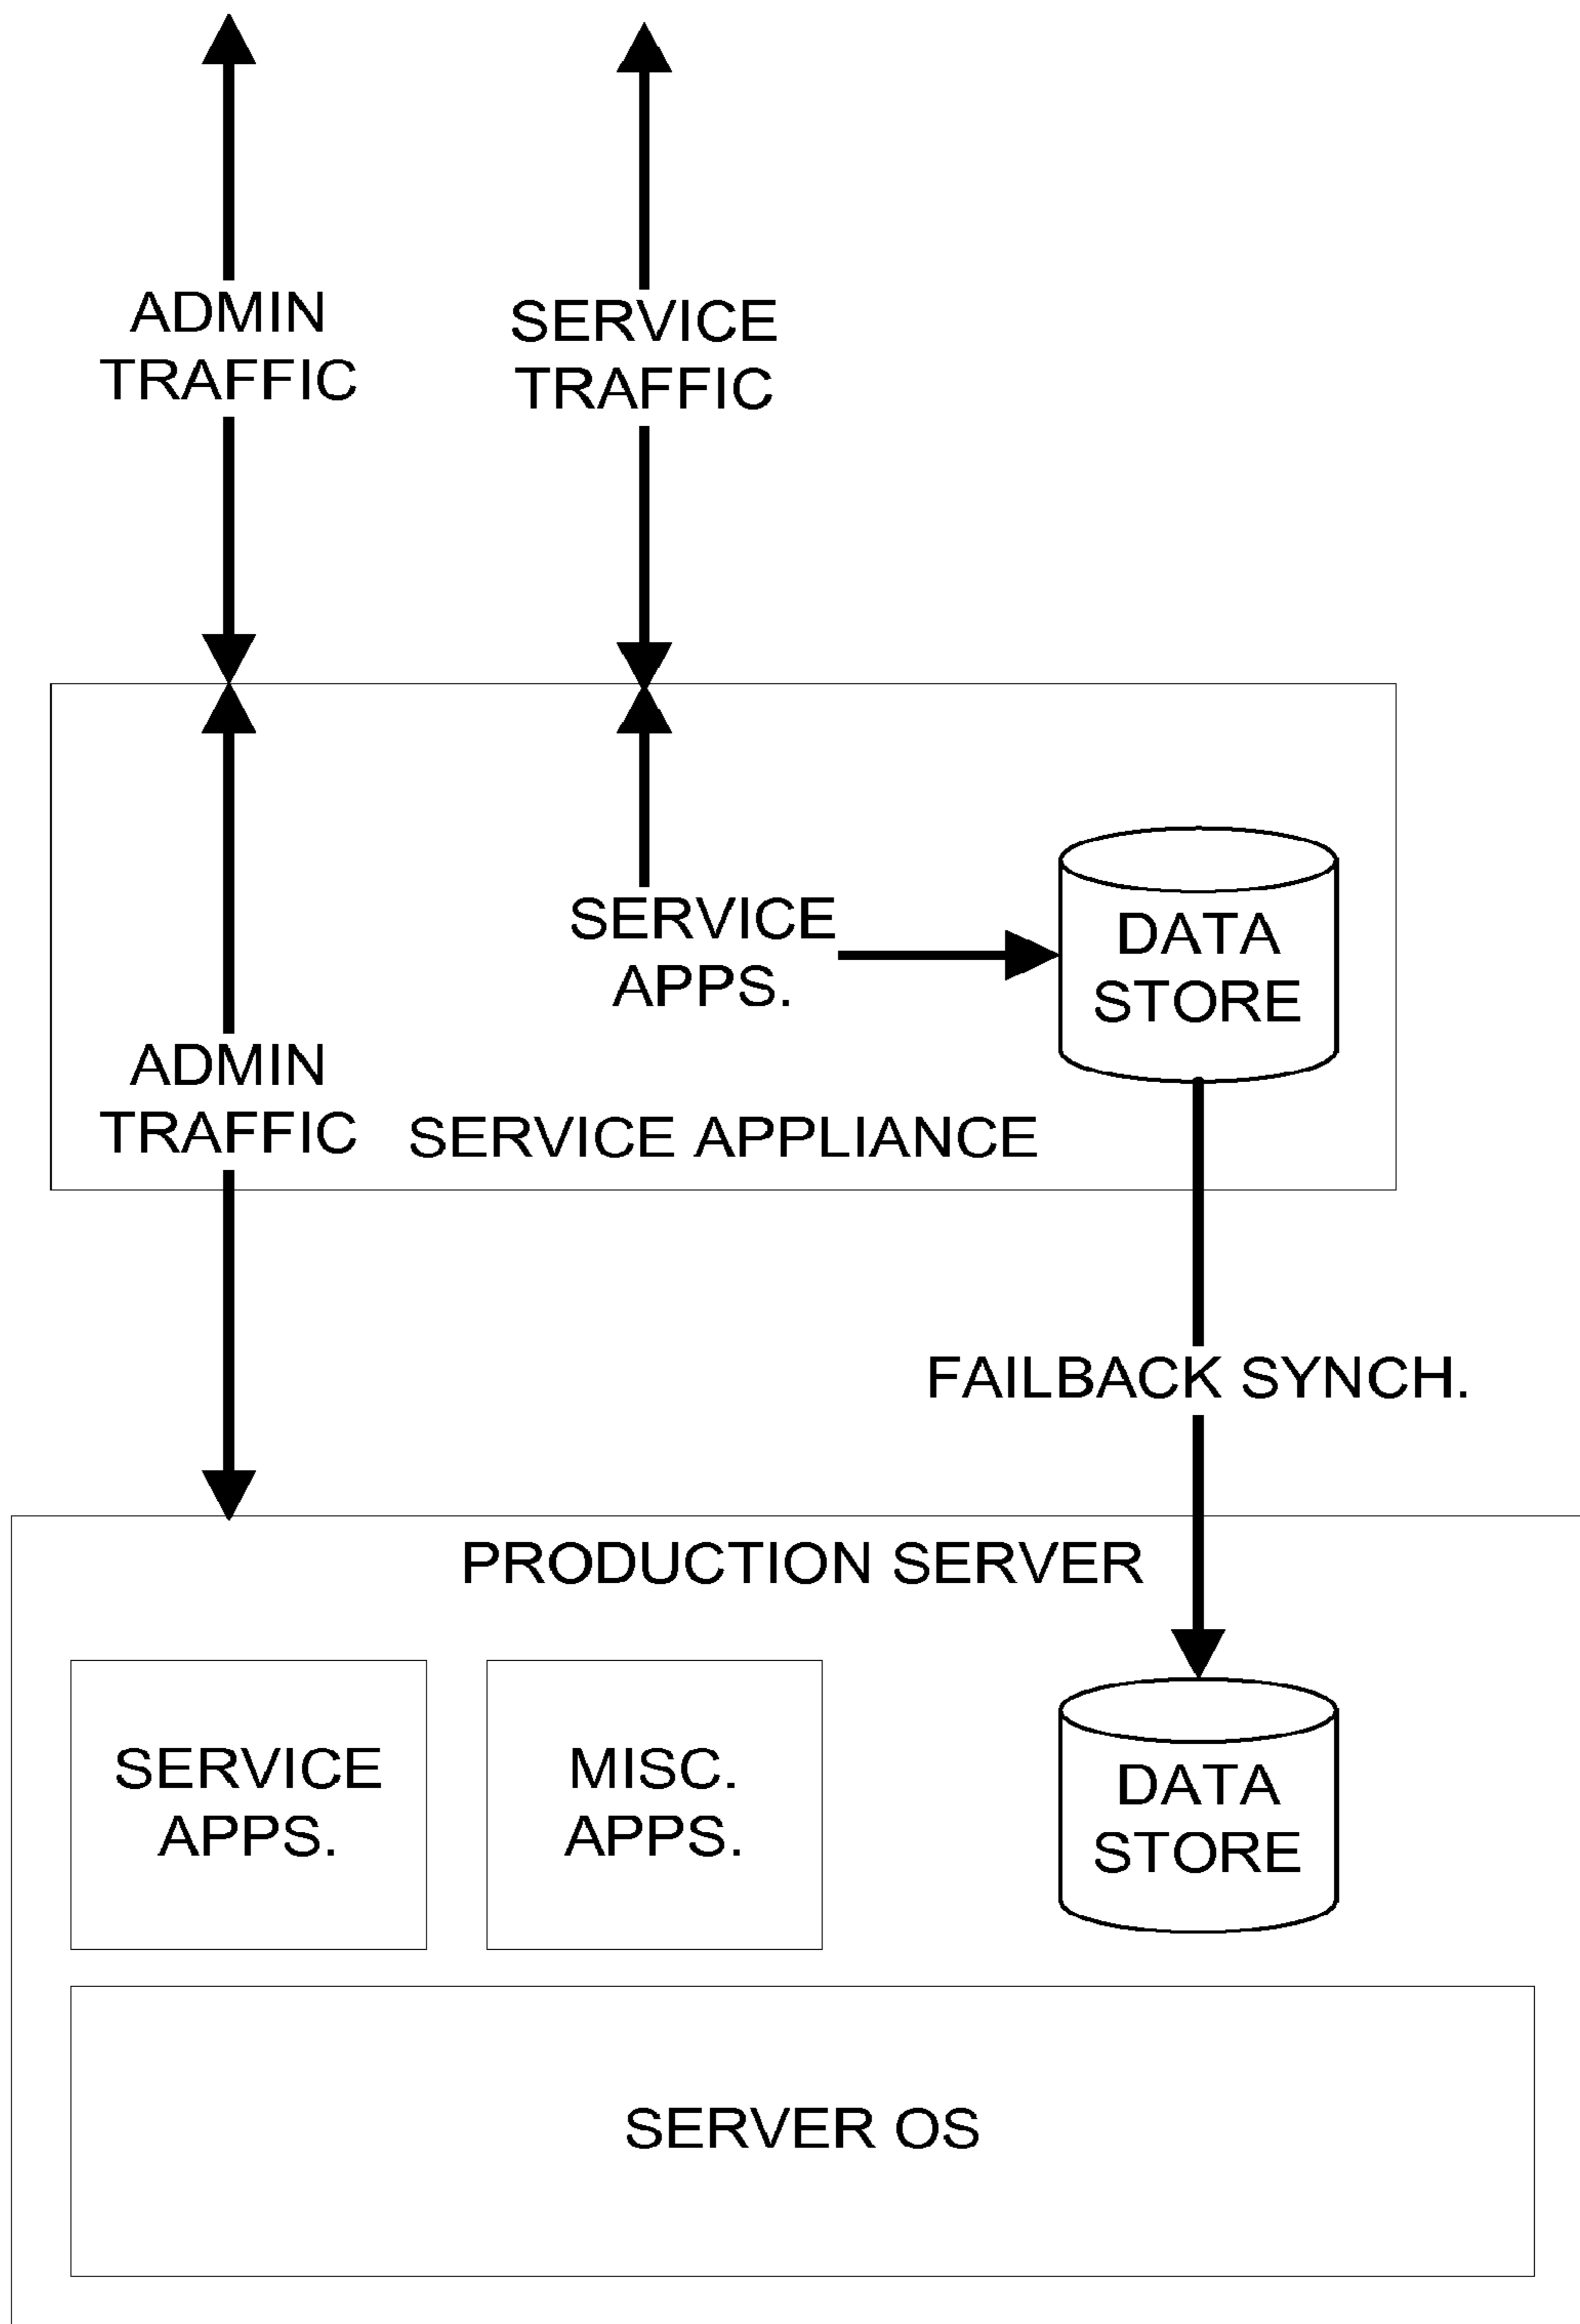 ADMIN
TRAFFIC
SERVICE
TRAFFIC
SERVICE
APPS.
DATA
STORE
ADMIN
TRAFFIC
SERVICE APPLIANCE
FAILBACK SYNCH.
PRODUCTION SERVER
SERVICE
APPS.
MISC.
APPS.
DATA
STORE
SERVER OS